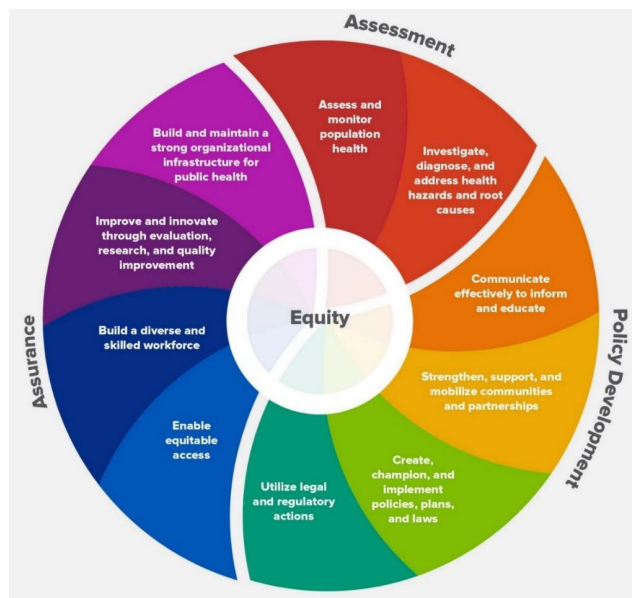 Assessment
Assess and
monitor
population
health
Investigate,
diagnose, and
address health
hazards and root
causes
Policy Development
Communicate
effectively to inform
and educate
Strengthen, support, and
mobilize communities
and partnerships
Create,
champion, and
implement
policies, plans,
and laws
Utilize legal
and regulatory
actions
Assurance
Enable
equitable
access
Build a diverse and
skilled workforce
Improve and innovate
through evaluation,
research, and quality
improvement
Build and maintain a
strong organizational
infrastructure for
public health
Equity